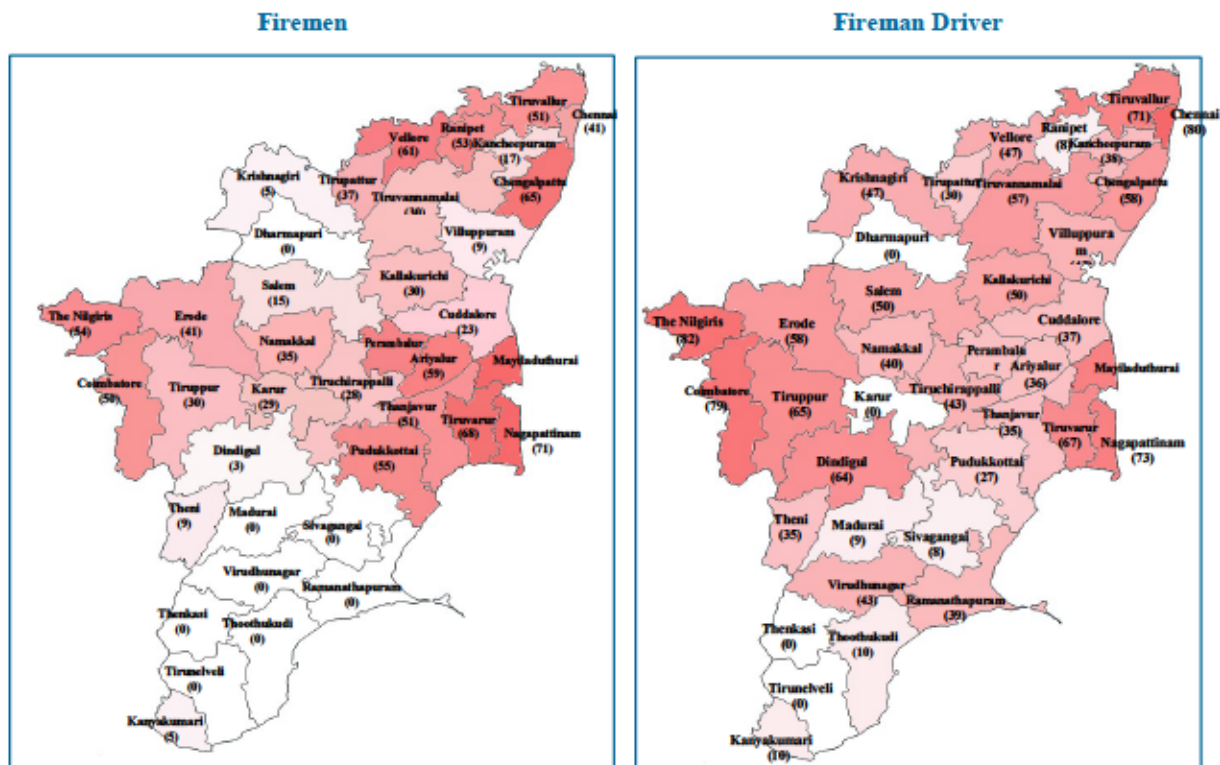 Firemen
Tiruvallur
(51)
Chennai
(41)
Vellore
(61)
Ranipet
(53)
Kancheepuram
(17)
Krishnagiri
(5)
Tirupattur
(37)
Tiruvannamalai
Chengalpattu
(65)
Dharmapuri
(0)
Villuppuram
(9)
Kallakurichi
(30)
Salem
(15)
The Nilgiris
(54)
Erode
(41)
Cuddalore
(23)
Namakkal
(35)
Perambalur
Ariyalur
(59)
Mayiladuthurai
Coimbatore
(50)
Tiruppur
(30)
Karur
(25)
Tiruchirappalli
(28)
Thanjavur
(51)
Tiruvarur
(68)
Nagapattinam
(71)
Dindigul
(3)
Pudukkottai
(55)
Theni
(9)
Madurai
(0)
Sivagangai
(0)
Virudhunagar
(0)
Ramanathapuram
(0)
Thenkasi
(0)
Thoothukudi
(0)
Tirunelveli
(0)
Kanyakumari
(5)
Fireman Driver
Tiruvallur
(71)
Chennai
(80)
Vellore
(47)
Ranipet
(8)
Kancheepuram
(38)
Krishnagiri
(47)
Tirupattur
(30)
Tiruvannamalai
(57)
Chengalpattu
(58)
Dharmapuri
(0)
Villuppura
m
Kallakurichi
(50)
Salem
(50)
The Nilgiris
(82)
Erode
(58)
Cuddalore
(37)
Namakkal
(40)
Perambalu
r
Ariyalur
(36)
Mayiladuthurai
Coimbatore
(79)
Tiruppur
(65)
Karur
(0)
Tiruchirappalli
(43)
Thanjavur
(35)
Tiruvarur
(67)
Nagapattinam
(73)
Dindigul
(64)
Pudukkottai
(27)
Theni
(35)
Madurai
(9)
Sivagangai
(8)
Virudhunagar
(43)
Ramanathapuram
(39)
Thenkasi
(0)
Thoothukudi
(10)
Tirunelveli
(0)
Kanyakumari
(10)